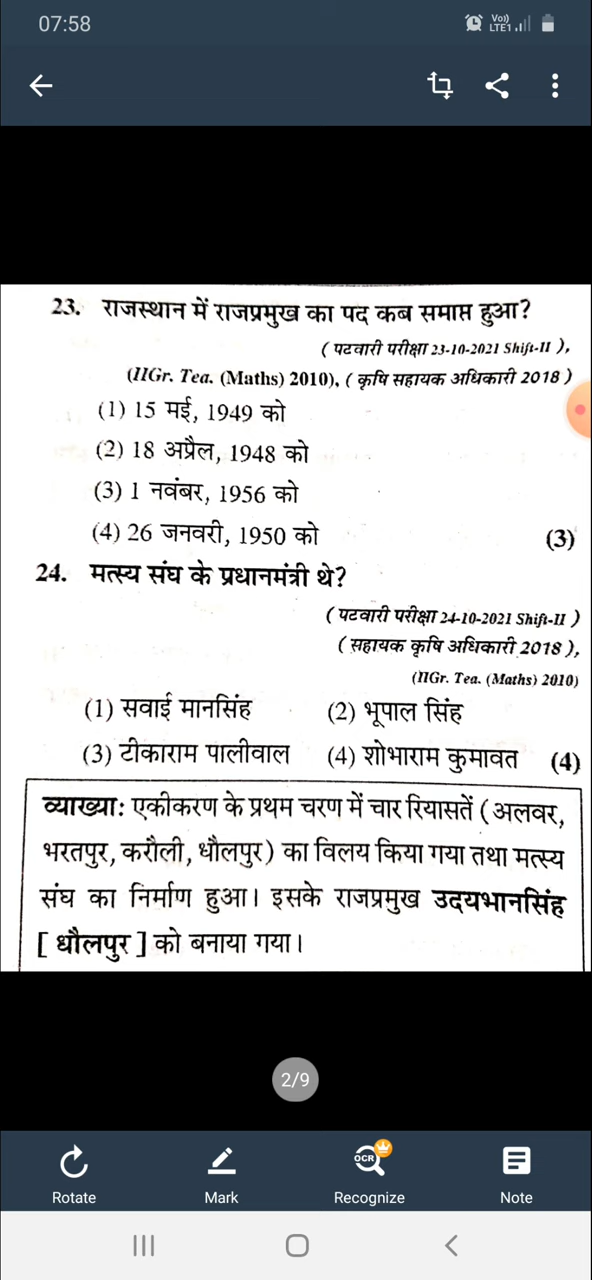 07:58
Vo))
LTE1
23. राजस्थान में राजप्रमुख का पद कब समाप्त हुआ?
( पटवारी परीक्षा 23-10-2021 Shift-II ),
(IIGr. Tea. (Maths) 2010), ( कृषि सहायक अधिकारी 2018 )
(1) 15 मई, 1949 को
(2) 18 अप्रैल, 1948 को
(3) 1 नवंबर, 1956 को
(4) 26 जनवरी, 1950 को (3)
24. मत्स्य संघ के प्रधानमंत्री थे?
( पटवारी परीक्षा 24-10-2021 Shift-II )
( सहायक कृषि अधिकारी 2018 ),
(IIGr. Tea. (Maths) 2010)
(1) सवाई मानसिंह (2) भूपाल सिंह
(3) टीकाराम पालीवाल (4) शोभाराम कुमावत (4)
व्याख्या: एकीकरण के प्रथम चरण में चार रियासतें (अलवर,
भरतपुर, करौली, धौलपुर) का विलय किया गया तथा मत्स्य
संघ का निर्माण हुआ। इसके राजप्रमुख उदयभानसिंह
[ धौलपुर ] को बनाया गया।
2/9
OCR
Rotate Mark Recognize Note